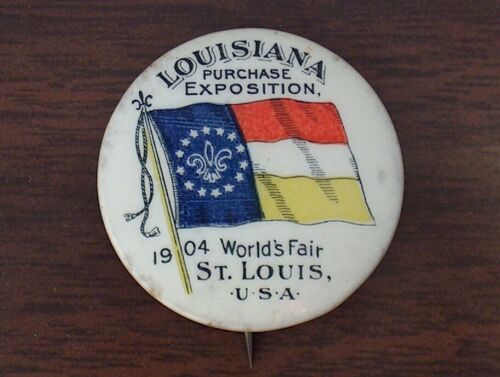 LOUISIANA
PURCHASE
EXPOSITION,
1904 World's Fair
ST. LOUIS,
·U·S·A·